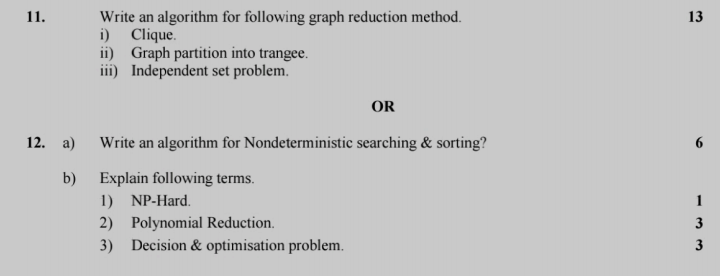 11. Write an algorithm for following graph reduction method. 13
i) Clique.
ii) Graph partition into trangee.
iii) Independent set problem.
OR
12. a) Write an algorithm for Nondeterministic searching & sorting? 6
b) Explain following terms.
1) NP-Hard. 1
2) Polynomial Reduction. 3
3) Decision & optimisation problem. 3